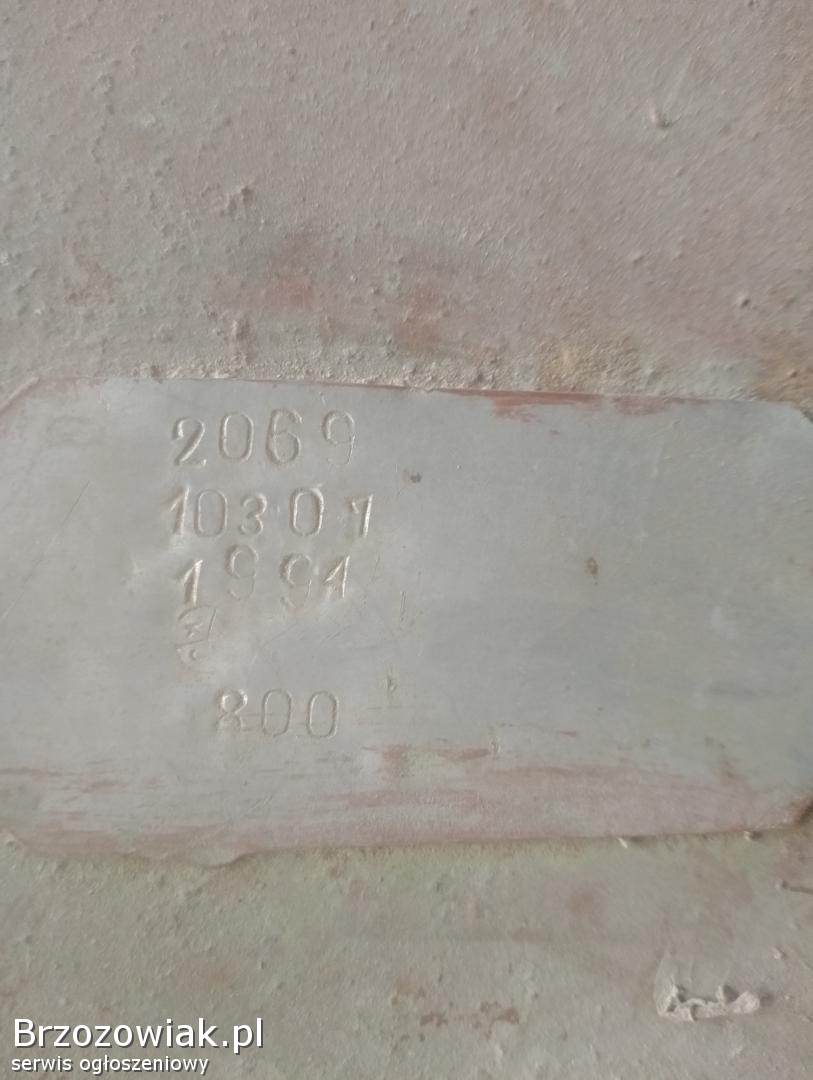 2069
10301
1991
800
Brzozowiak.pl
serwis ogłoszeniowy